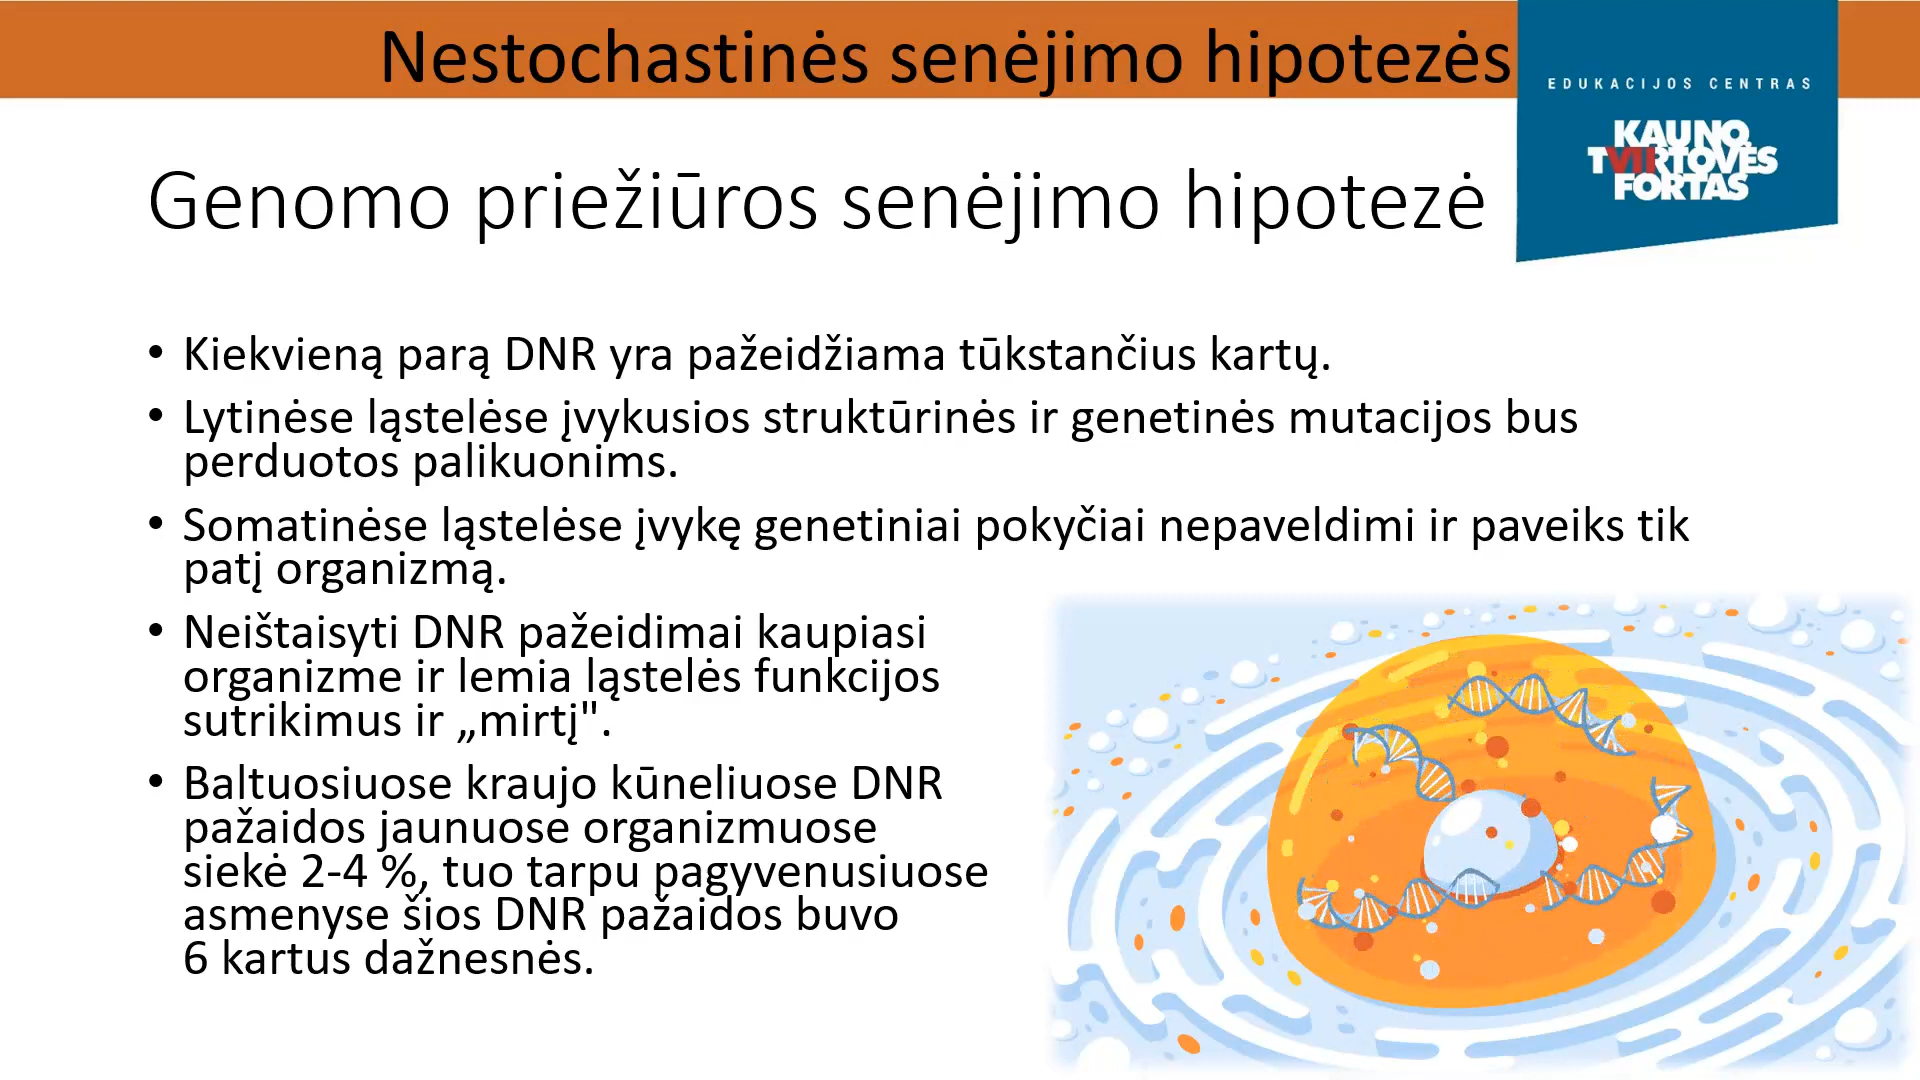 Nestochastinės senėjimo hipotezės
EDUKACIJOS CENTRAS
KAUNO
TVIRTOVĖS
FORTAS
Genomo priežiūros senėjimo hipotezė
• Kiekvieną parą DNR yra pažeidžiama tūkstančius kartų.
• Lytinėse ląstelėse įvykusios struktūrinės ir genetinės mutacijos bus
perduotos palikuonims.
• Somatinėse ląstelėse įvykę genetiniai pokyčiai nepaveldimi ir paveiks tik
patį organizmą.
• Neištaisyti DNR pažeidimai kaupiasi
organizme ir lemia ląstelės funkcijos
sutrikimus ir „mirtį".
• Baltuosiuose kraujo kūneliuose DNR
pažaidos jaunuose organizmuose
siekė 2-4 %, tuo tarpu pagyvenusiuose
asmenyse šios DNR pažaidos buvo
6 kartus dažnesnės.